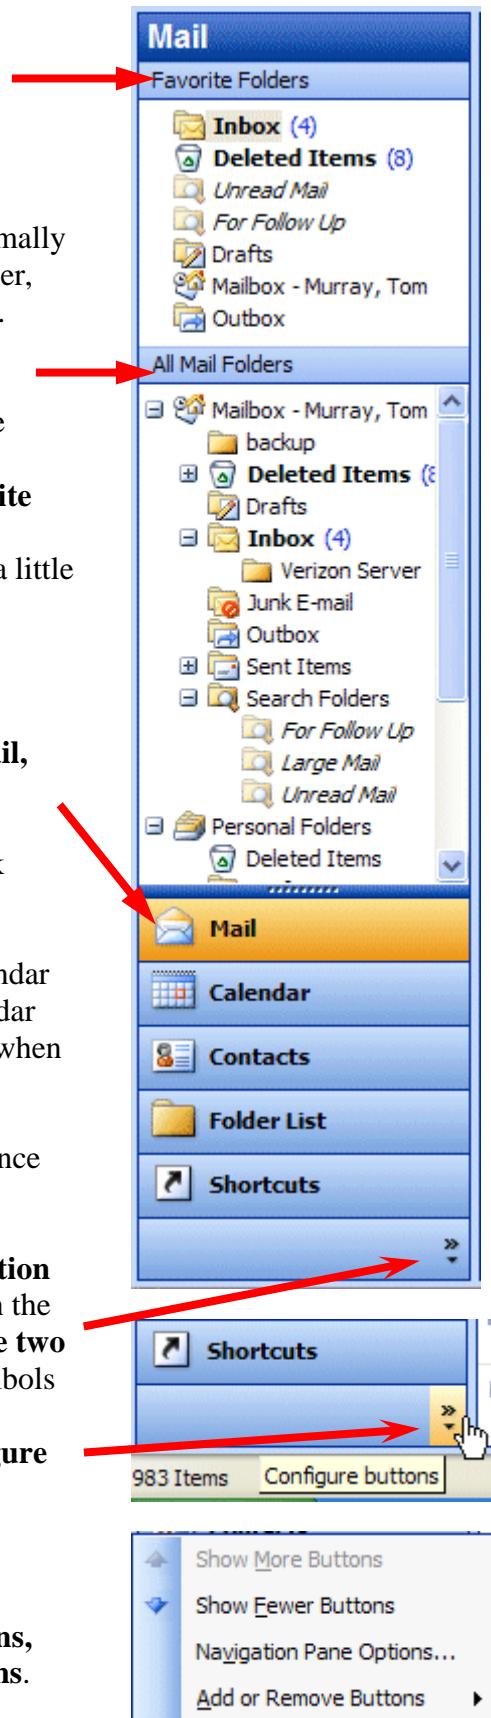 Mail
Favorite Folders
Inbox (4)
Deleted Items (8)
Unread Mail
For Follow Up
Drafts
Mailbox - Murray, Tom
Outbox
All Mail Folders
Mailbox - Murray, Tom
backup
Deleted Items (8
Drafts
Inbox (4)
Verizon Server
Junk E-mail
Outbox
Sent Items
Search Folders
For Follow Up
Large Mail
Unread Mail
Personal Folders
Deleted Items
Mail
Calendar
Contacts
Folder List
Shortcuts
Shortcuts
983 Items
Configure buttons
Show More Buttons
Show Fewer Buttons
Navigation Pane Options...
Add or Remove Buttons
mally
er,
.
e
ite
a little
il,
k
ndar
dar
when
nce
tion
n the
e two
bols
gure
ns,
ns.